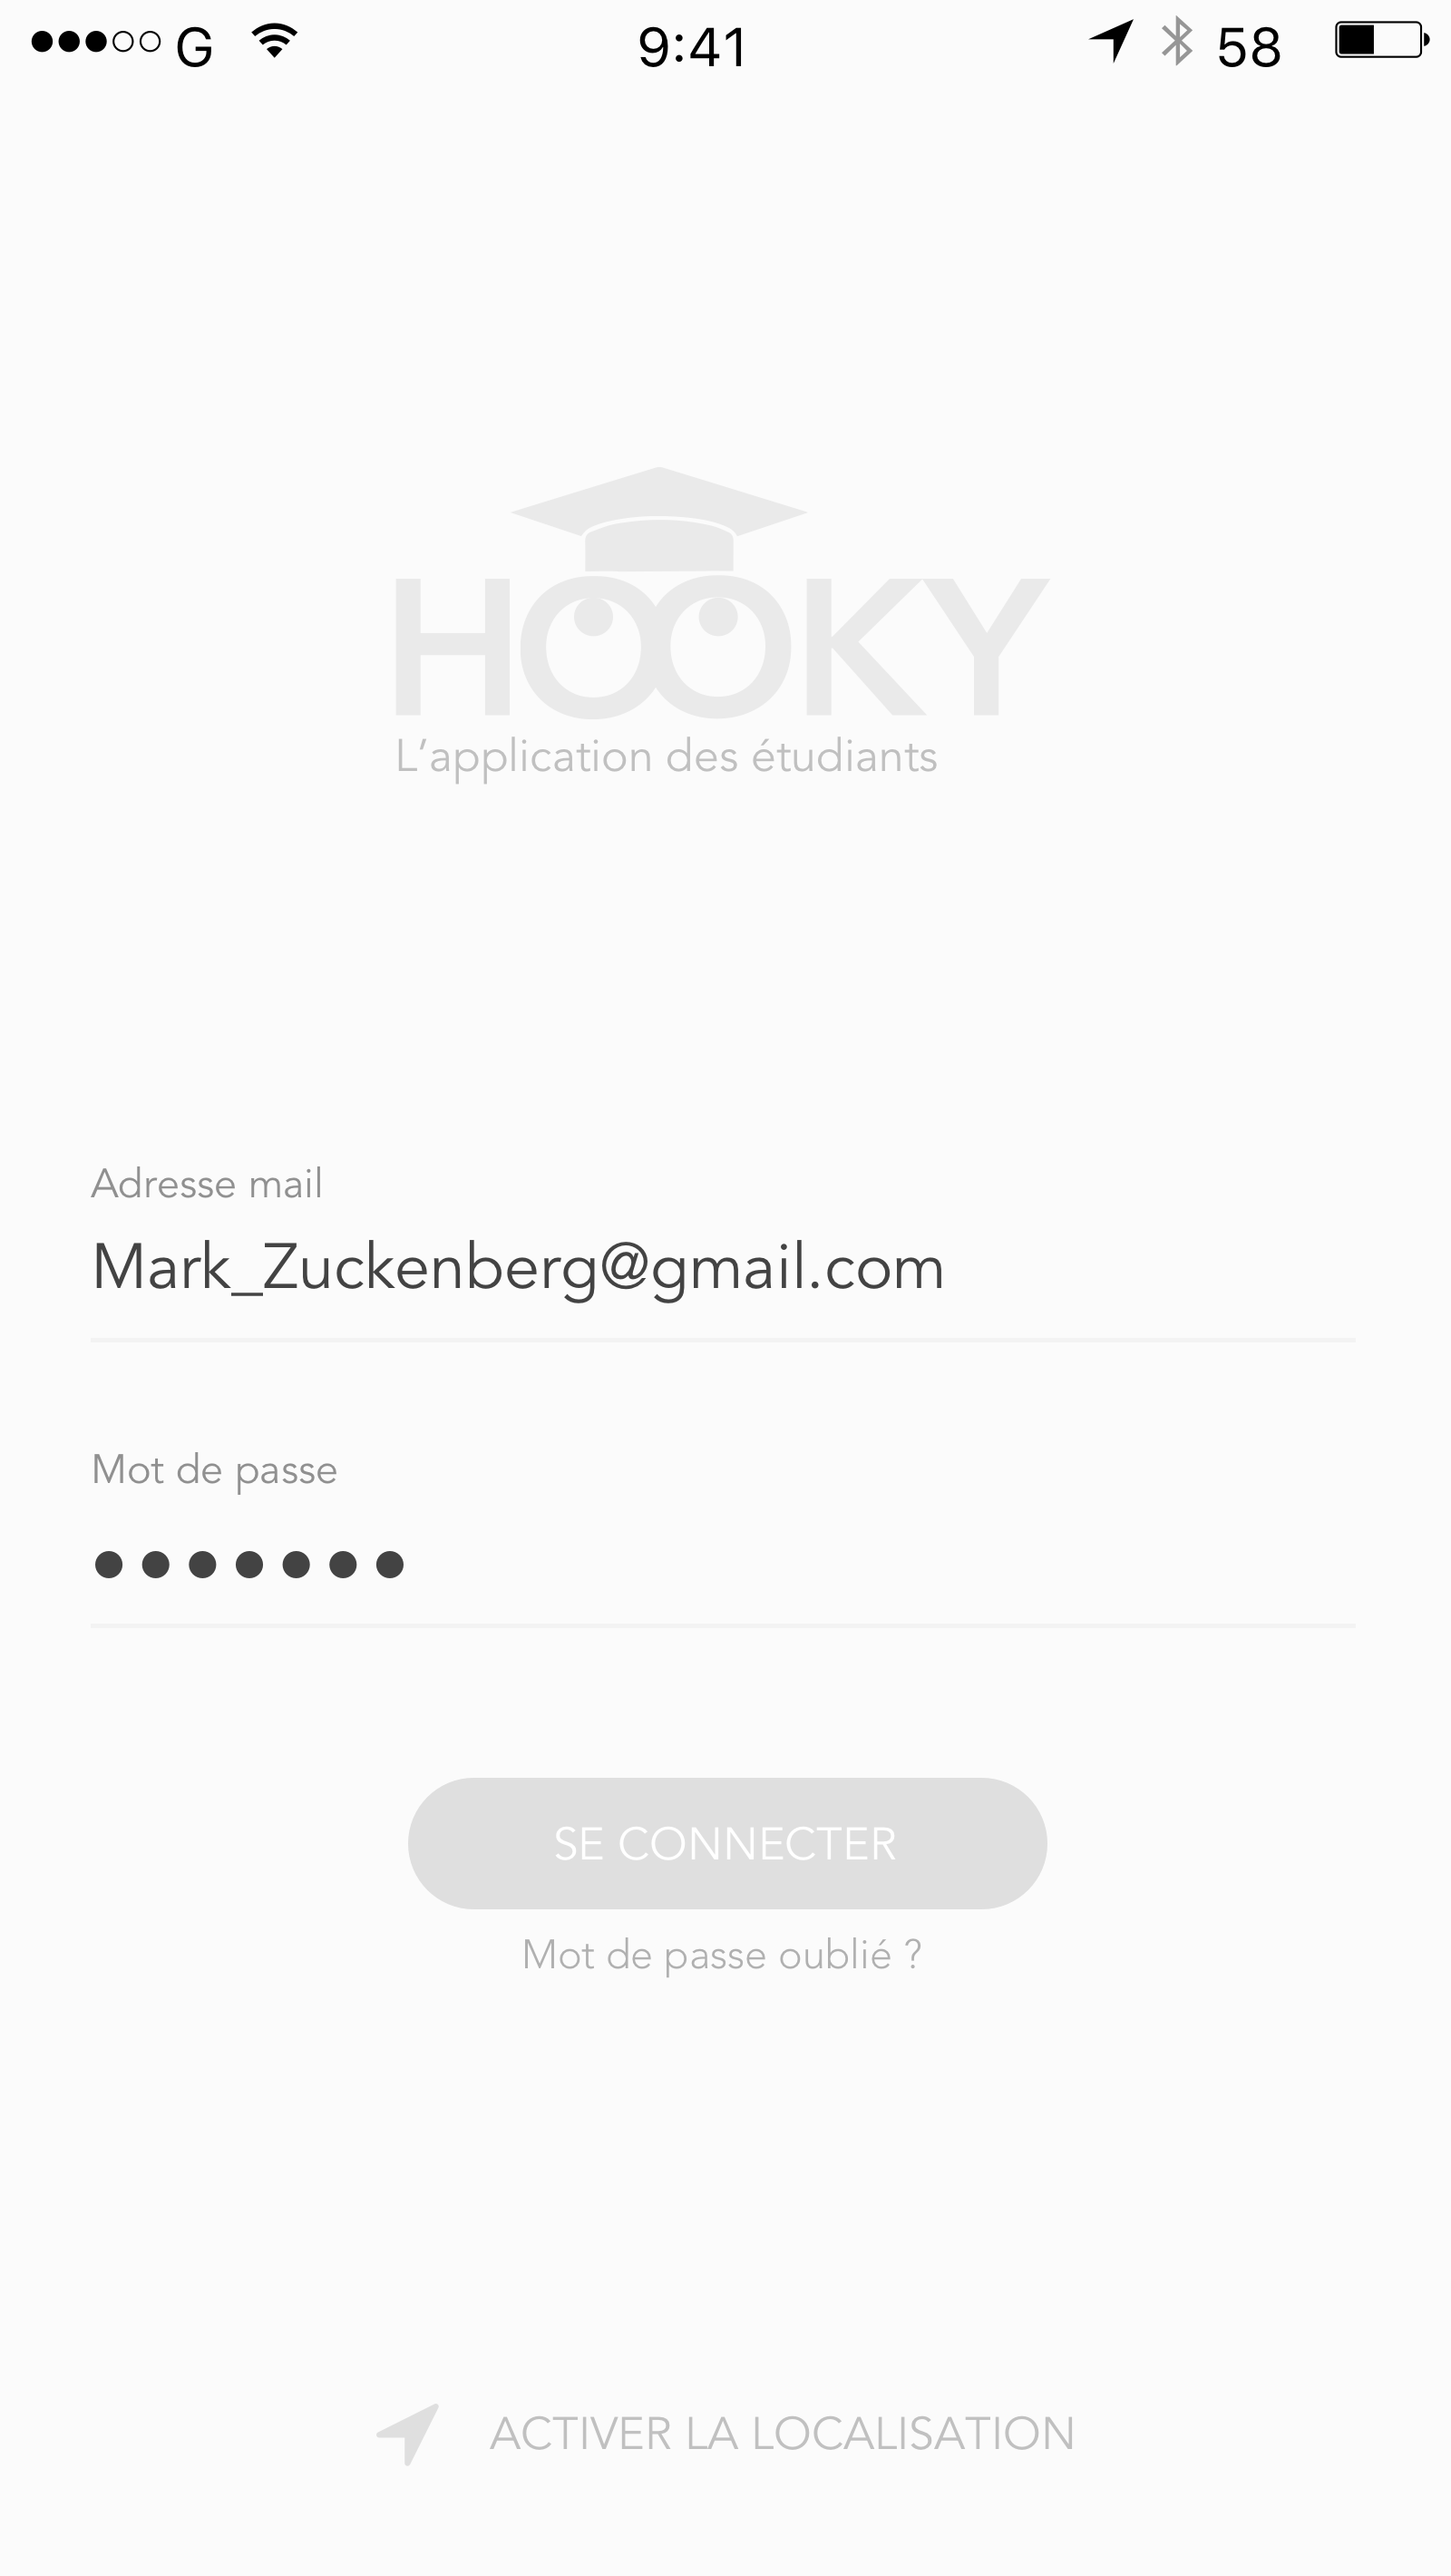 G 9:41 58
HOOKY
L’application des étudiants
Adresse mail
Mark_Zuckenberg@gmail.com
Mot de passe
SE CONNECTER
Mot de passe oublié ?
ACTIVER LA LOCALISATION